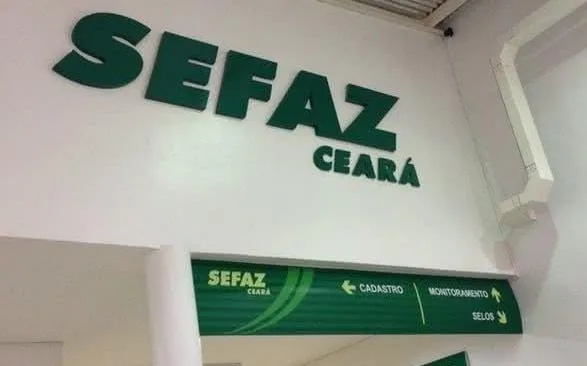 SEFAZ
CEARÁ
SEFAZ
CEARÁ
← CADASTRO
MONITORAMENTO ↑
SELOS ↘